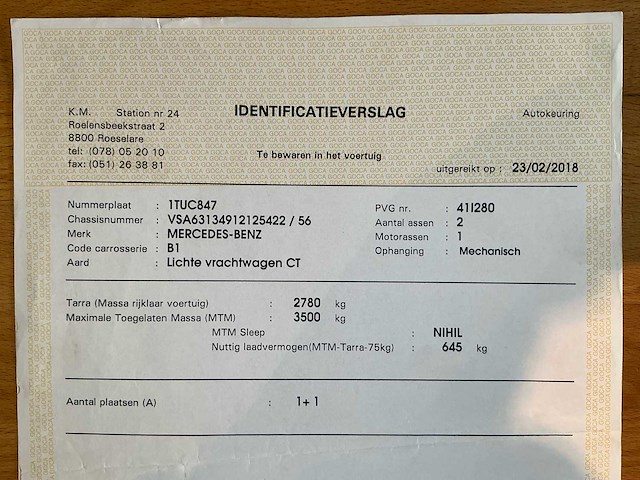 K.M. Station nr 24
Roelensbeekstraat 2
8800 Roeselare
tel: (078) 05 20 10
fax: (051) 26 38 81
IDENTIFICATIEVERSLAG
Te bewaren in het voertuig
Autokeuring
uitgereikt op : 23/02/2018
Nummerplaat : 1TUC847
Chassisnummer : VSA63134912125422 / 56
Merk : MERCEDES-BENZ
Code carrosserie : B1
Aard : Lichte vrachtwagen CT
PVG nr. : 41I280
Aantal assen : 2
Motorassen : 1
Ophanging : Mechanisch
Tarra (Massa rijklaar voertuig) : 2780 kg
Maximale Toegelaten Massa (MTM) : 3500 kg
MTM Sleep : NIHIL
Nuttig laadvermogen(MTM-Tarra-75kg) : 645 kg
Aantal plaatsen (A) : 1+ 1